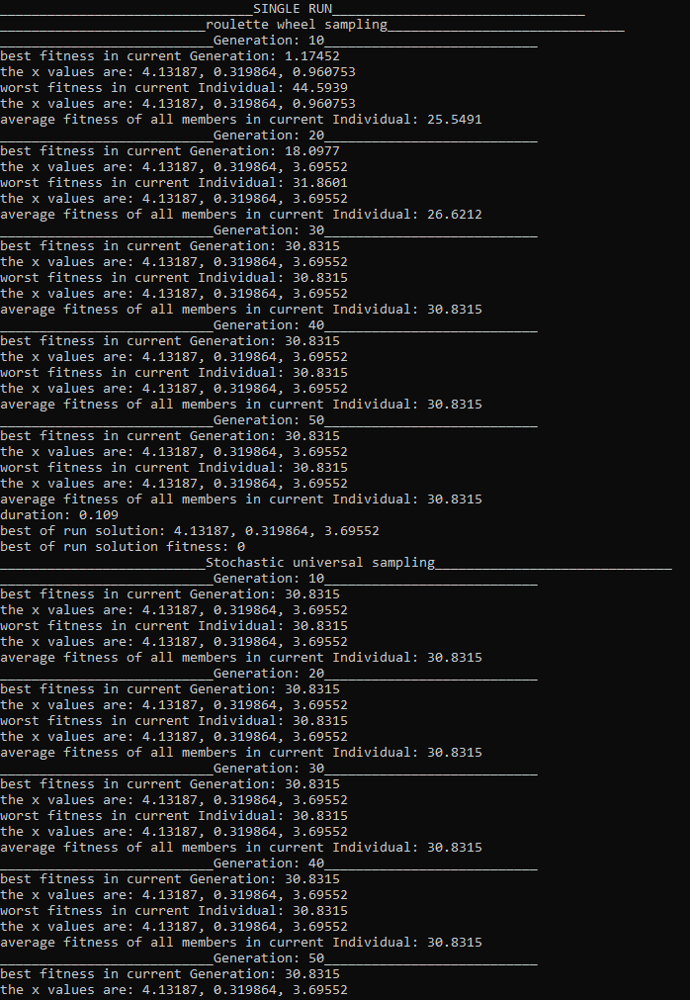 ________________________________SINGLE RUN________________________________
__________________________roulette wheel sampling______________________________
___________________________Generation: 10___________________________
best fitness in current Generation: 1.17452
the x values are: 4.13187, 0.319864, 0.960753
worst fitness in current Individual: 44.5939
the x values are: 4.13187, 0.319864, 0.960753
average fitness of all members in current Individual: 25.5491
___________________________Generation: 20___________________________
best fitness in current Generation: 18.0977
the x values are: 4.13187, 0.319864, 3.69552
worst fitness in current Individual: 31.8601
the x values are: 4.13187, 0.319864, 3.69552
average fitness of all members in current Individual: 26.6212
___________________________Generation: 30___________________________
best fitness in current Generation: 30.8315
the x values are: 4.13187, 0.319864, 3.69552
worst fitness in current Individual: 30.8315
the x values are: 4.13187, 0.319864, 3.69552
average fitness of all members in current Individual: 30.8315
___________________________Generation: 40___________________________
best fitness in current Generation: 30.8315
the x values are: 4.13187, 0.319864, 3.69552
worst fitness in current Individual: 30.8315
the x values are: 4.13187, 0.319864, 3.69552
average fitness of all members in current Individual: 30.8315
___________________________Generation: 50___________________________
best fitness in current Generation: 30.8315
the x values are: 4.13187, 0.319864, 3.69552
worst fitness in current Individual: 30.8315
the x values are: 4.13187, 0.319864, 3.69552
average fitness of all members in current Individual: 30.8315
duration: 0.109
best of run solution: 4.13187, 0.319864, 3.69552
best of run solution fitness: 0
__________________________Stochastic universal sampling______________________________
___________________________Generation: 10___________________________
best fitness in current Generation: 30.8315
the x values are: 4.13187, 0.319864, 3.69552
worst fitness in current Individual: 30.8315
the x values are: 4.13187, 0.319864, 3.69552
average fitness of all members in current Individual: 30.8315
___________________________Generation: 20___________________________
best fitness in current Generation: 30.8315
the x values are: 4.13187, 0.319864, 3.69552
worst fitness in current Individual: 30.8315
the x values are: 4.13187, 0.319864, 3.69552
average fitness of all members in current Individual: 30.8315
___________________________Generation: 30___________________________
best fitness in current Generation: 30.8315
the x values are: 4.13187, 0.319864, 3.69552
worst fitness in current Individual: 30.8315
the x values are: 4.13187, 0.319864, 3.69552
average fitness of all members in current Individual: 30.8315
___________________________Generation: 40___________________________
best fitness in current Generation: 30.8315
the x values are: 4.13187, 0.319864, 3.69552
worst fitness in current Individual: 30.8315
the x values are: 4.13187, 0.319864, 3.69552
average fitness of all members in current Individual: 30.8315
___________________________Generation: 50___________________________
best fitness in current Generation: 30.8315
the x values are: 4.13187, 0.319864, 3.69552